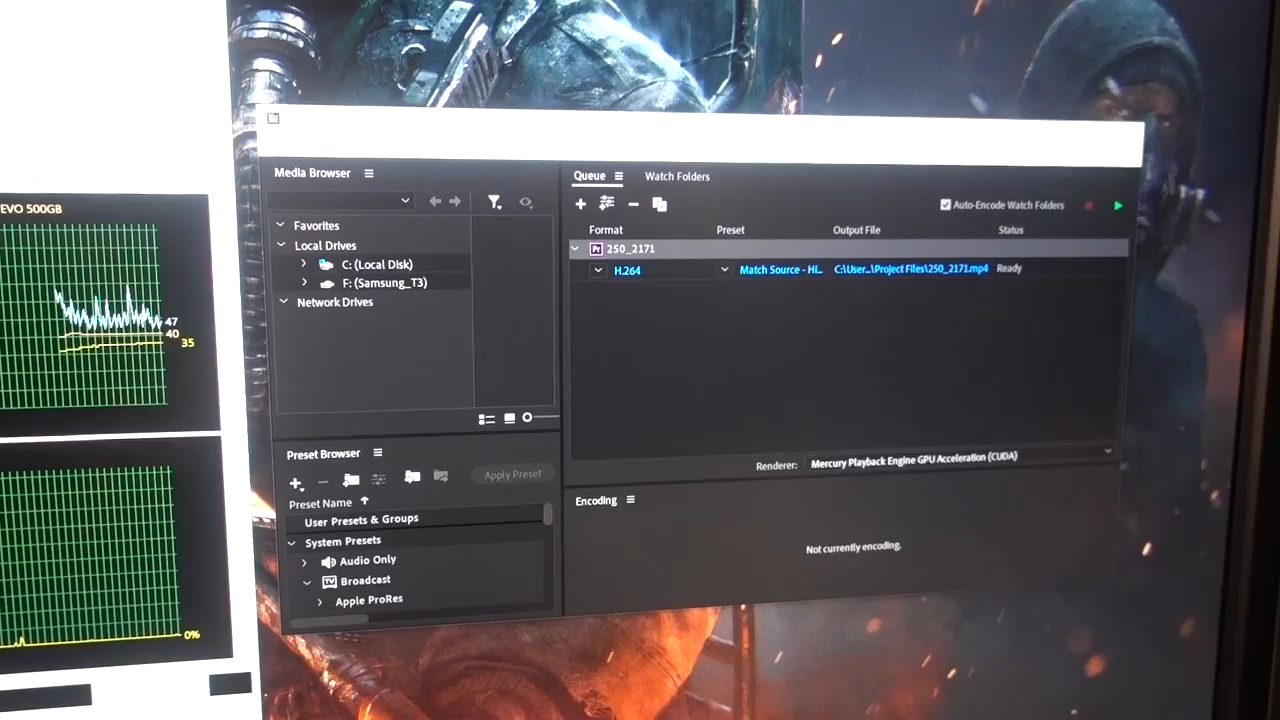 EVO 500GB
47
40
35
0%
Media Browser
Favorites
Local Drives
C: (Local Disk)
F: (Samsung_T3)
Network Drives
Preset Browser
Apply Preset
Preset Name
User Presets & Groups
System Presets
Audio Only
TV Broadcast
Apple ProRes
Queue Watch Folders
Auto-Encode Watch Folders
Format Preset Output File Status
Pr 250_2171
H.264 Match Source - Hi... C:\User...\Project Files\250_2171.mp4 Ready
Renderer: Mercury Playback Engine GPU Acceleration (CUDA)
Encoding
Not currently encoding.